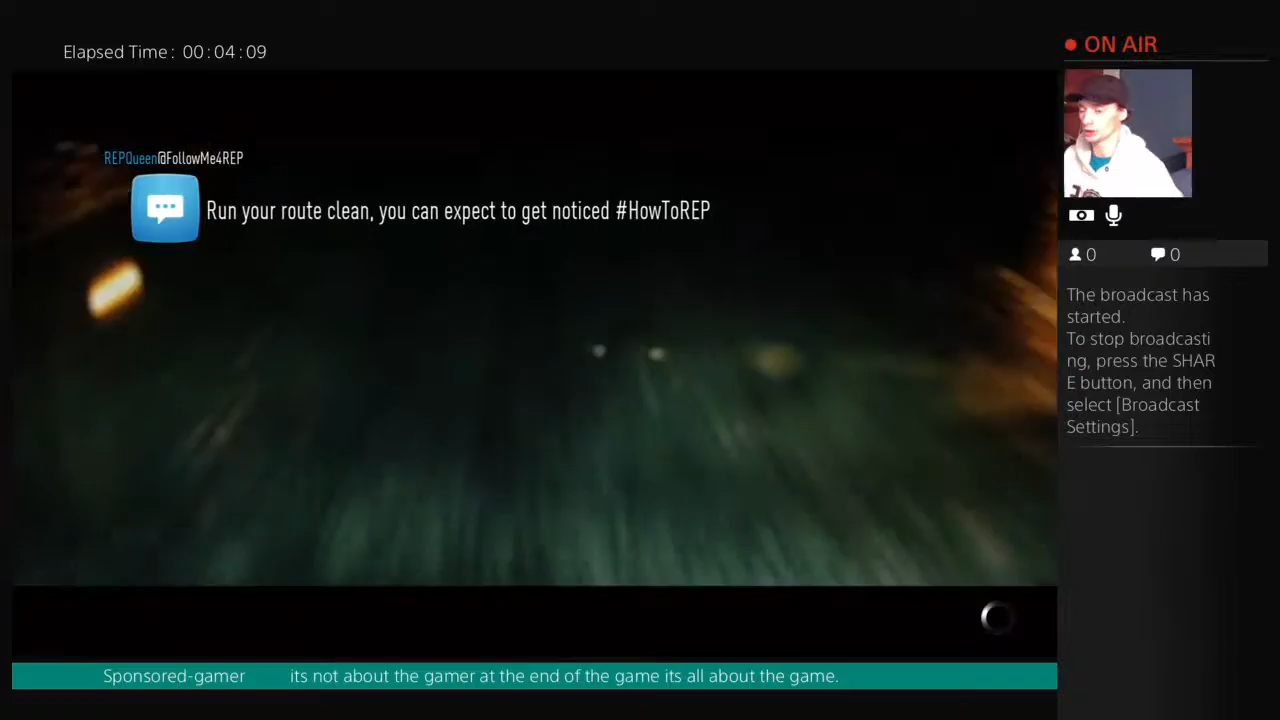 Elapsed Time: 00:04:09
ON AIR
REPQueen@FollowMe4REP
Run your route clean, you can expect to get noticed #HowToREP
0 0
The broadcast has
started.
To stop broadcasti
ng, press the SHAR
E button, and then
select [Broadcast
Settings].
Sponsored-gamer its not about the gamer at the end of the game its all about the game.